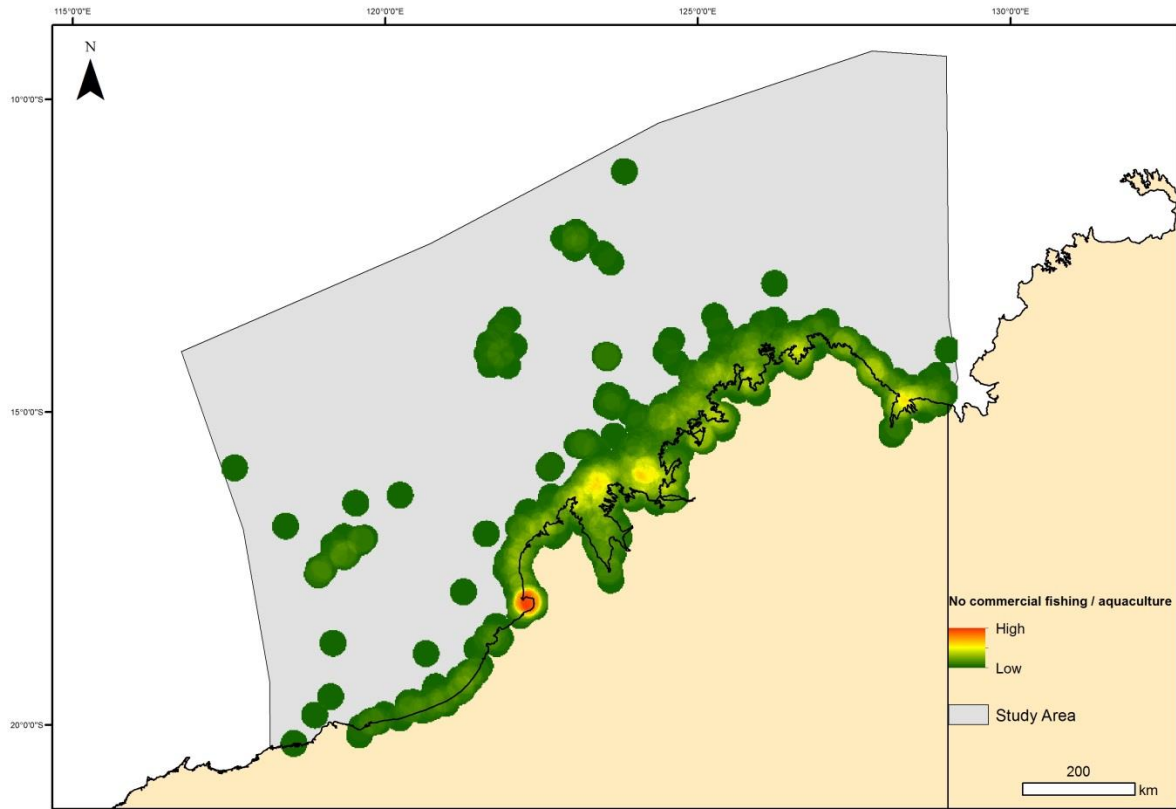 115°0'0"E
120°0'0"E
125°0'0"E
130°0'0"E
N
10°0'0"S
15°0'0"S
20°0'0"S
No commercial fishing / aquaculture
High
Low
Study Area
200
km